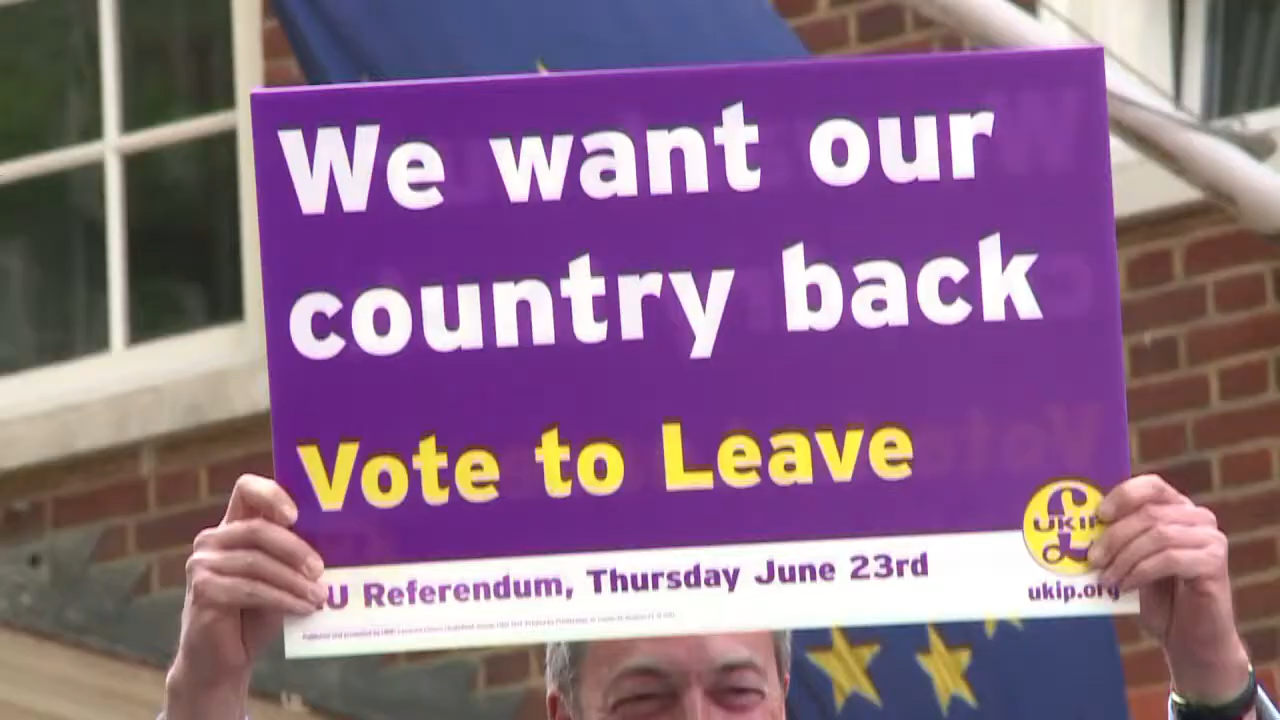 We want our
country back
Vote to Leave
UKIP
U Referendum, Thursday June 23rd
ukip.org